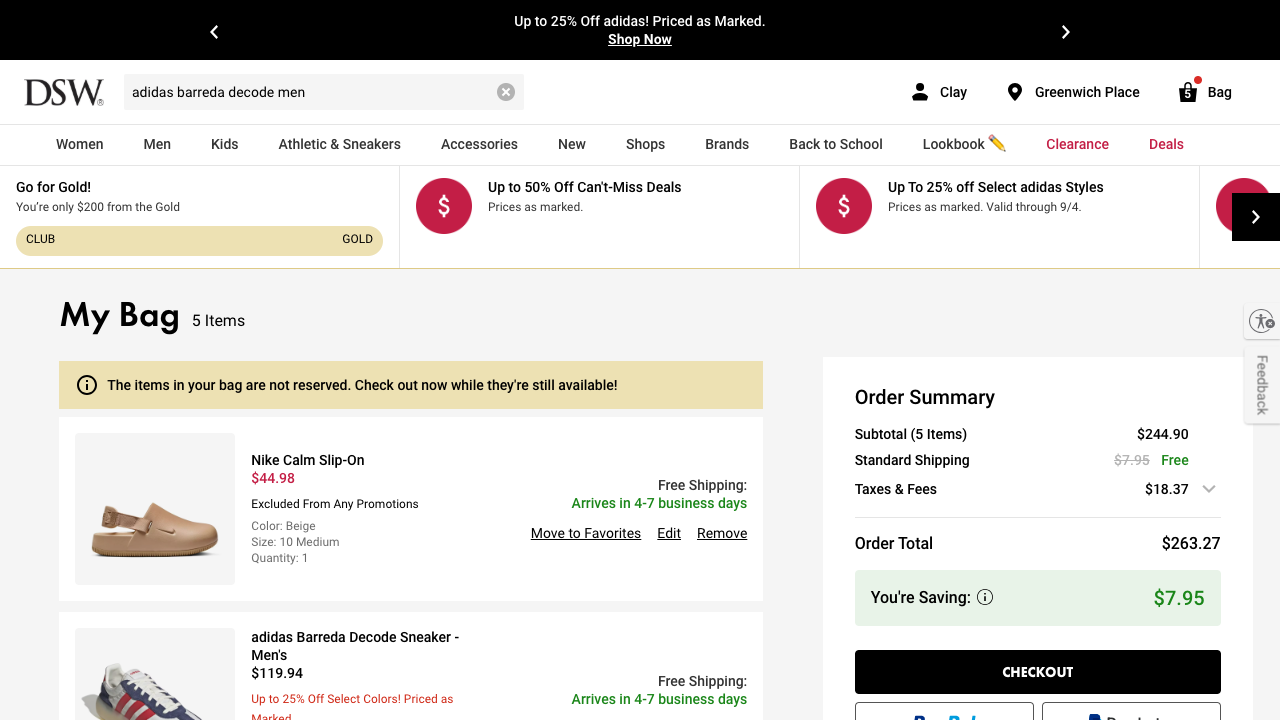 Up to 25% Off adidas! Priced as Marked.
Shop Now
DSW®
adidas barreda decode men
Clay
Greenwich Place
5
Bag
Women
Men
Kids
Athletic & Sneakers
Accessories
New
Shops
Brands
Back to School
Lookbook ✏️
Clearance
Deals
Go for Gold!
You're only $200 from the Gold
CLUB
GOLD
$
Up to 50% Off Can't-Miss Deals
Prices as marked.
$
Up To 25% off Select adidas Styles
Prices as marked. Valid through 9/4.
My Bag
5 Items
Feedback
The items in your bag are not reserved. Check out now while they're still available!
Nike Calm Slip-On
$44.98
Excluded From Any Promotions
Color: Beige
Size: 10 Medium
Quantity: 1
Free Shipping:
Arrives in 4-7 business days
Move to Favorites
Edit
Remove
adidas Barreda Decode Sneaker -
Men's
$119.94
Up to 25% Off Select Colors! Priced as
Marked
Free Shipping:
Arrives in 4-7 business days
Order Summary
Subtotal (5 Items)
$244.90
Standard Shipping
$7.95 Free
Taxes & Fees
$18.37
Order Total
$263.27
You're Saving:
$7.95
CHECKOUT